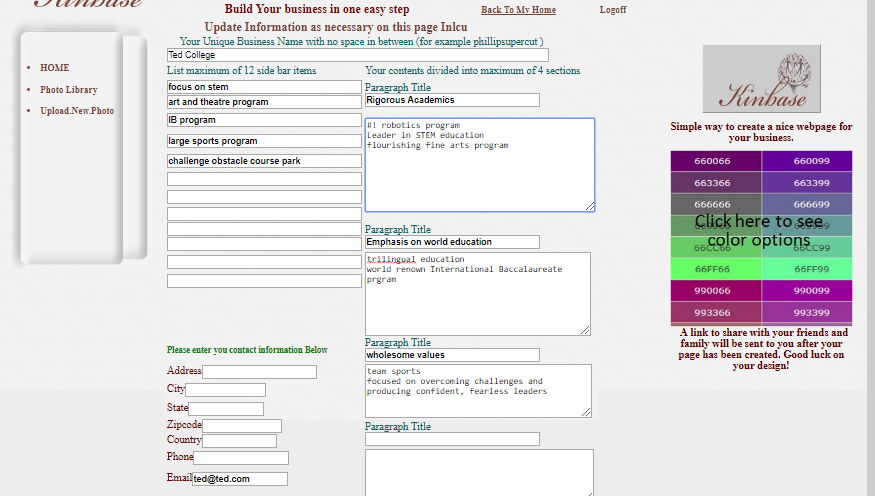 Kinbase
Build Your business in one easy step
Back To My Home
Logoff
Update Information as necessary on this page Inlcu
Your Unique Business Name with no space in between (for example phillipsupercut )
Ted College
HOME
Photo Library
Upload.New.Photo
List maximum of 12 side bar items
focus on stem
art and theatre program
IB program
large sports program
challenge obstacle course park
Your contents divided into maximum of 4 sections
Paragraph Title
Rigorous Academics
#! robotics program
Leader in STEM education
flourishing fine arts program
Paragraph Title
Emphasis on world education
trilingual education
world renown International Baccalaureate
prgram
Paragraph Title
wholesome values
team sports
focused on overcoming challenges and
producing confident, fearless leaders
Paragraph Title
Please enter you contact information Below
Address
City
State
Zipcode
Country
Phone
Email ted@ted.com
Kinbase
Simple way to create a nice webpage for
your business.
660066 660099
663366 663399
666666 666699
Click here to see
color options
66CC66 66CC99
66FF66 66FF99
990066 990099
993366 993399
A link to share with your friends and
family will be sent to you after your
page has been created. Good luck on
your design!